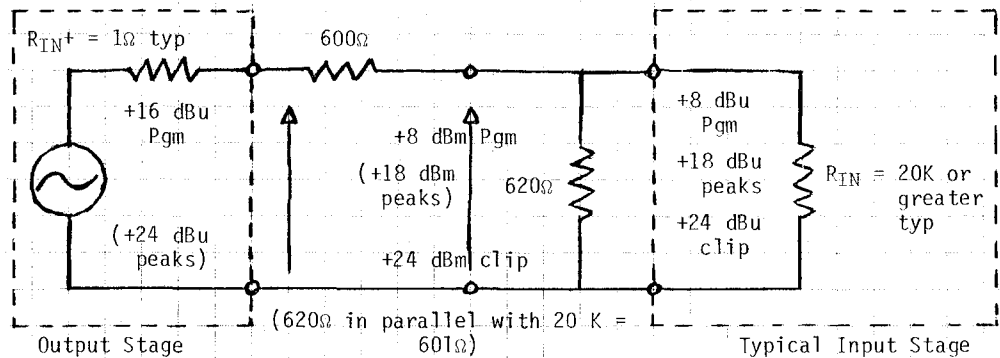 R_IN+ = 1Ω typ
600Ω
+16 dBu
Pgm
(+24 dBu
peaks)
+8 dBm Pgm
(+18 dBm
peaks)
620Ω
+24 dBm clip
+8 dBu
Pgm
+18 dBu
peaks
+24 dBu
clip
R_IN = 20K or
greater
typ
(620Ω in parallel with 20 K =
601Ω)
Output Stage
Typical Input Stage